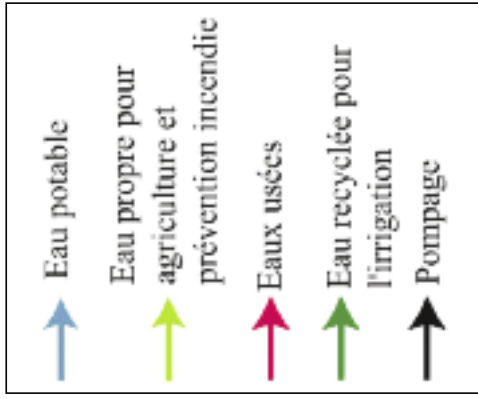 Eau potable
Eau propre pour
agriculture et
prévention incendie
Eaux usées
Eau recyclée pour
l'irrigation
Pompage